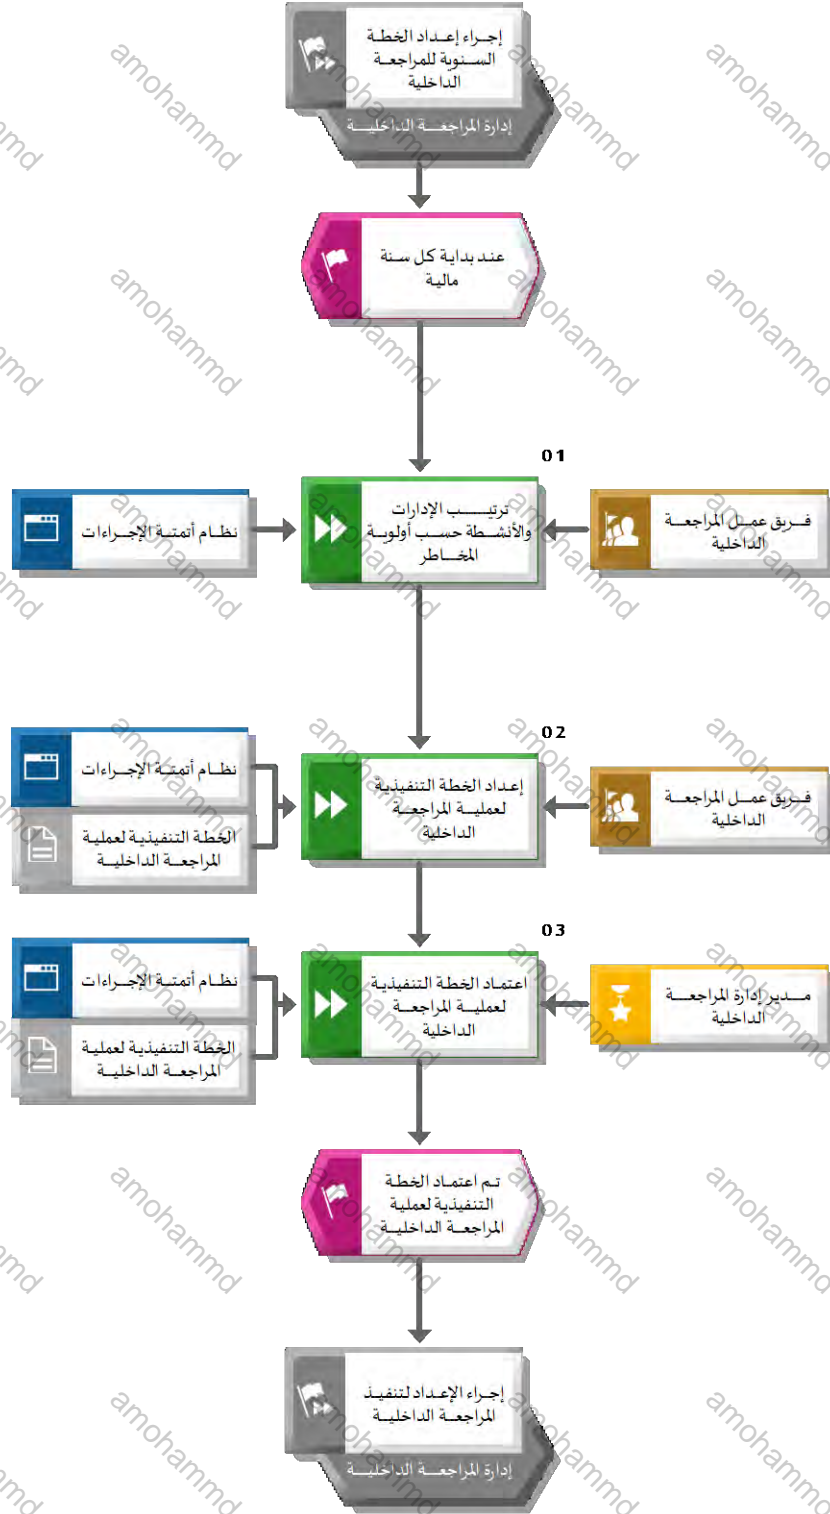 إجراء إعداد الخطة
السنوية للمراجعة
الداخلية
إدارة المراجعة الداخلية
عند بداية كل سنة
مالية
01
فريق عمل المراجعة
الداخلية
ترتيب الإدارات
والأنشطة حسب أولوية
المخاطر
نظام أتمتة الإجراءات
02
فريق عمل المراجعة
الداخلية
إعداد الخطة التنفيذية
لعملية المراجعة
الداخلية
نظام أتمتة الإجراءات
الخطة التنفيذية لعملية
المراجعة الداخلية
03
مدير إدارة المراجعة
الداخلية
اعتماد الخطة التنفيذية
لعملية المراجعة
الداخلية
نظام أتمتة الإجراءات
الخطة التنفيذية لعملية
المراجعة الداخلية
تم اعتماد الخطة
التنفيذية لعملية
المراجعة الداخلية
إجراء الإعداد لتنفيذ
المراجعة الداخلية
إدارة المراجعة الداخلية
amohammd